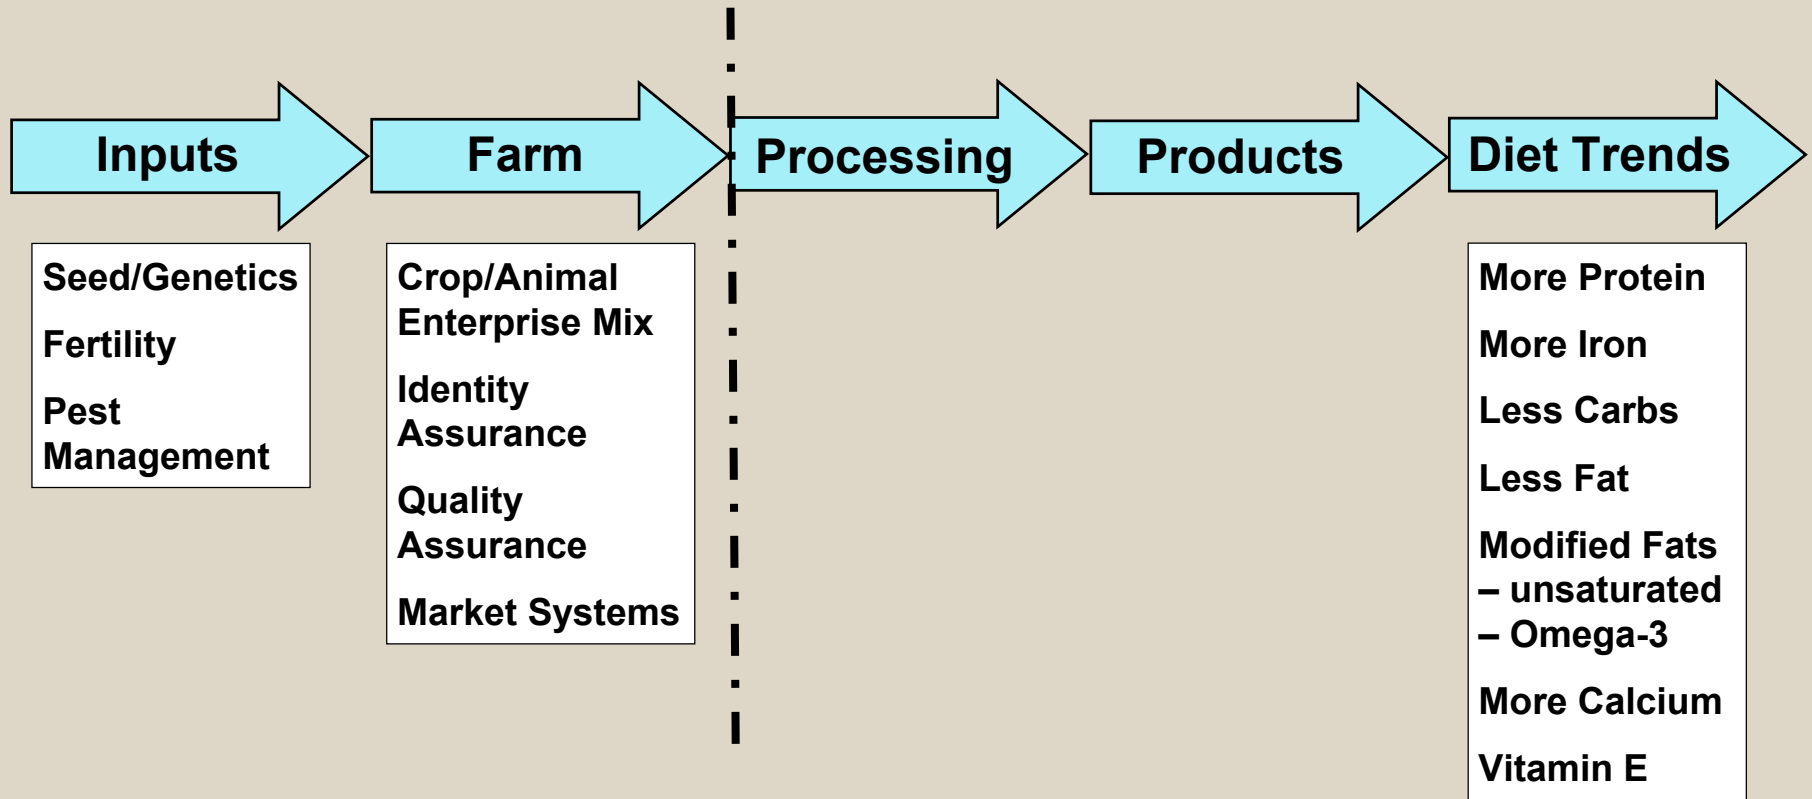 Inputs
Farm
Processing
Products
Diet Trends
Seed/Genetics
Fertility
Pest
Management
Crop/Animal
Enterprise Mix
Identity
Assurance
Quality
Assurance
Market Systems
More Protein
More Iron
Less Carbs
Less Fat
Modified Fats
– unsaturated
– Omega-3
More Calcium
Vitamin E